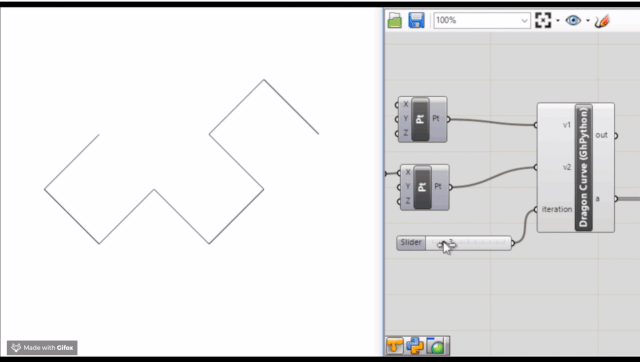 100%
X
Y
Z
Pt
Pt
X
Y
Z
Pt
Pt
v1
v2
iteration
Dragon Curve (GhPython)
out
a
Slider
Made with Gifox